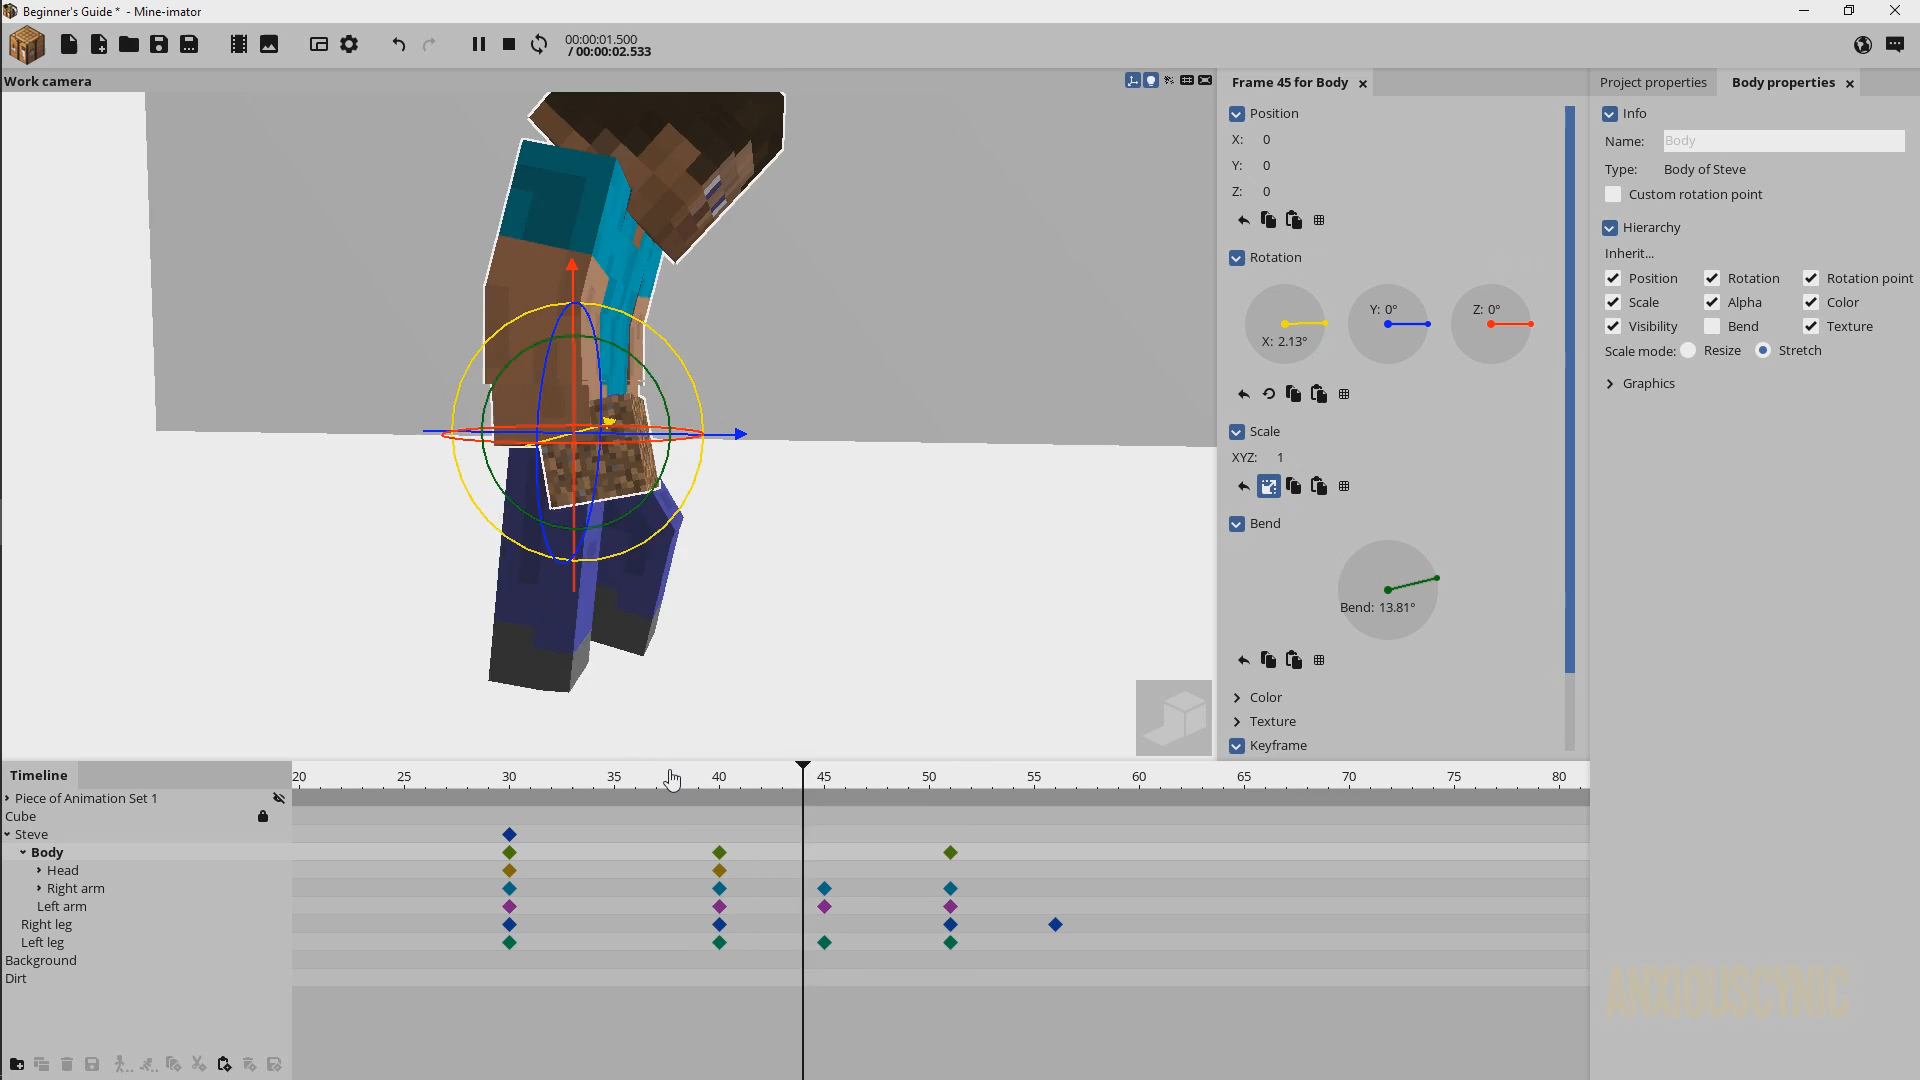 Beginner's Guide * - Mine-imator
00:00:01.500
/ 00:00:02.533
Work camera
Frame 45 for Body
Position
X: 0
Y: 0
Z: 0
Rotation
X: 2.13°
Y: 0°
Z: 0°
Scale
XYZ: 1
Bend
Bend: 13.81°
Color
Texture
Keyframe
Project properties
Body properties
Info
Name: Body
Type: Body of Steve
Custom rotation point
Hierarchy
Inherit...
Position Rotation Rotation point
Scale Alpha Color
Visibility Bend Texture
Scale mode: Resize Stretch
Graphics
Timeline
20 25 30 35 40 45 50 55 60 65 70 75 80
Piece of Animation Set 1
Cube
Steve
Body
Head
Right arm
Left arm
Right leg
Left leg
Background
Dirt
ANXIOUSCYNIC